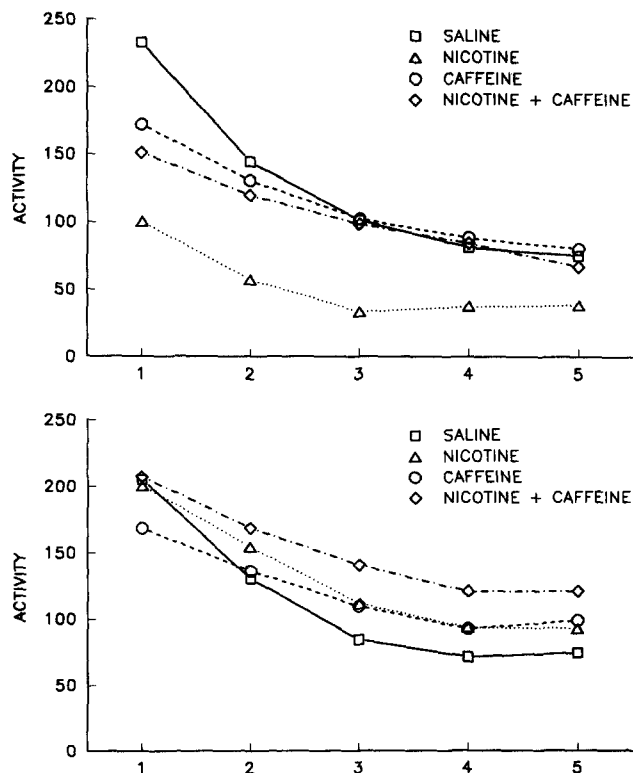 250
200
150
100
50
0
ACTIVITY
SALINE
NICOTINE
CAFFEINE
NICOTINE + CAFFEINE
1 2 3 4 5
250
200
150
100
50
0
ACTIVITY
SALINE
NICOTINE
CAFFEINE
NICOTINE + CAFFEINE
1 2 3 4 5